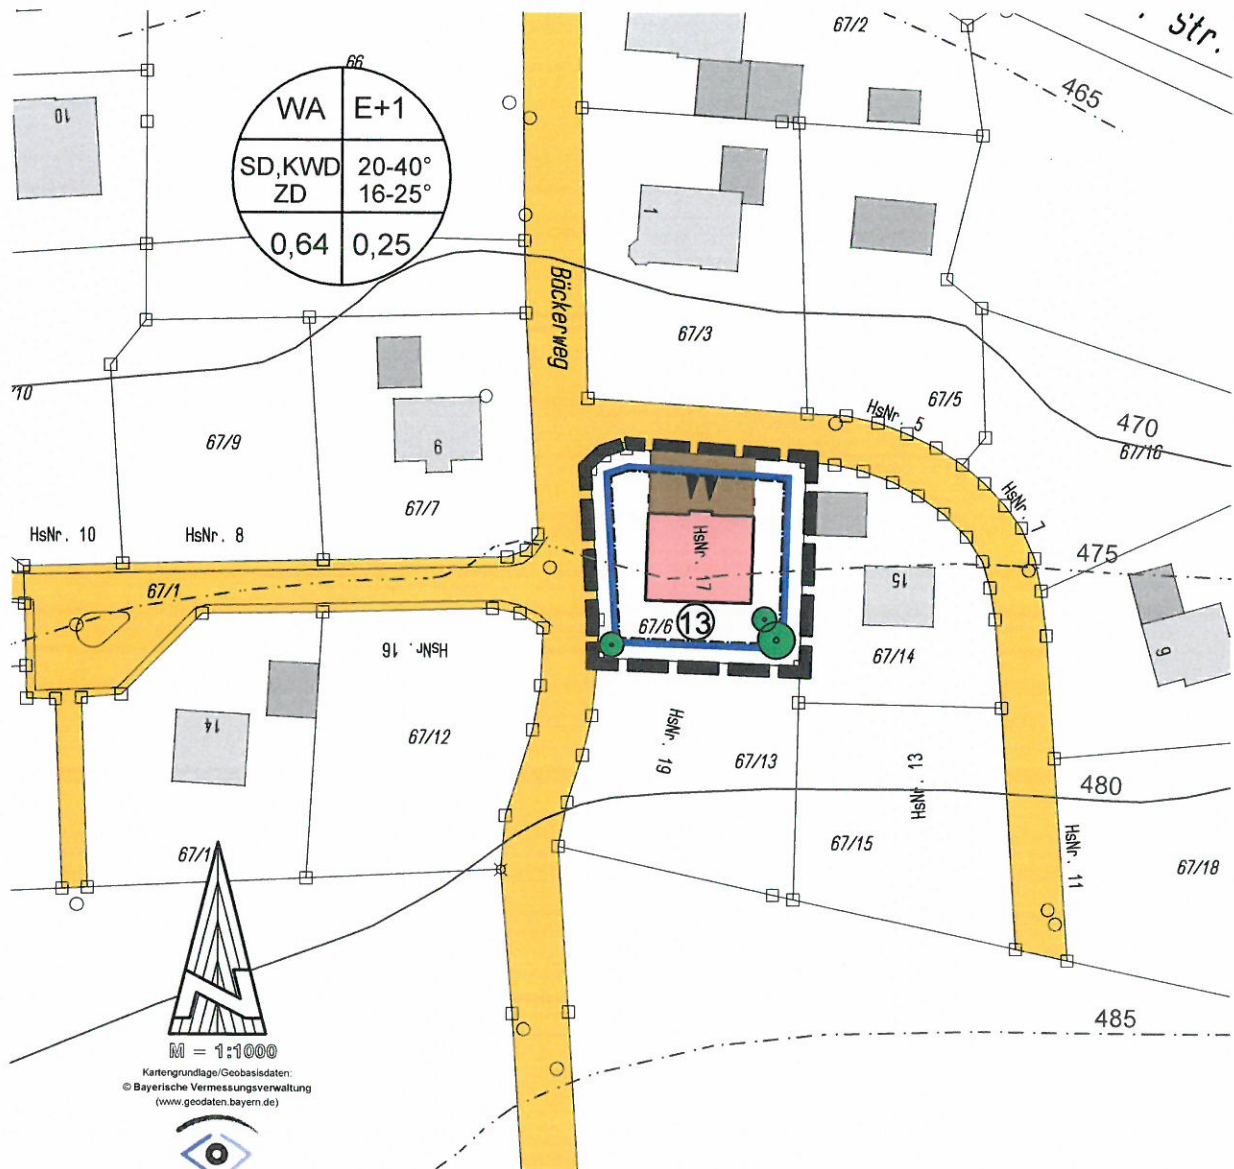 67/2
Str.
66
465
WA E+1
SD,KWD 20-40°
ZD 16-25°
0,64 0,25
10
1
Bäckerweg
67/3
67/5
HsNr. 5
470
67/16
67/9
9
67/7
HsNr. 7
HsNr. 10
HsNr. 8
HsNr. 17
475
67/1
15
67/6
13
HsNr. 16
67/14
9
14
67/12
HsNr. 19
67/13
HsNr. 13
480
67/15
HsNr. 11
67/1
67/18
485
N
M = 1:1000
Kartengrundlage/Geobasisdaten:
© Bayerische Vermessungsverwaltung
(www.geodaten.bayern.de)